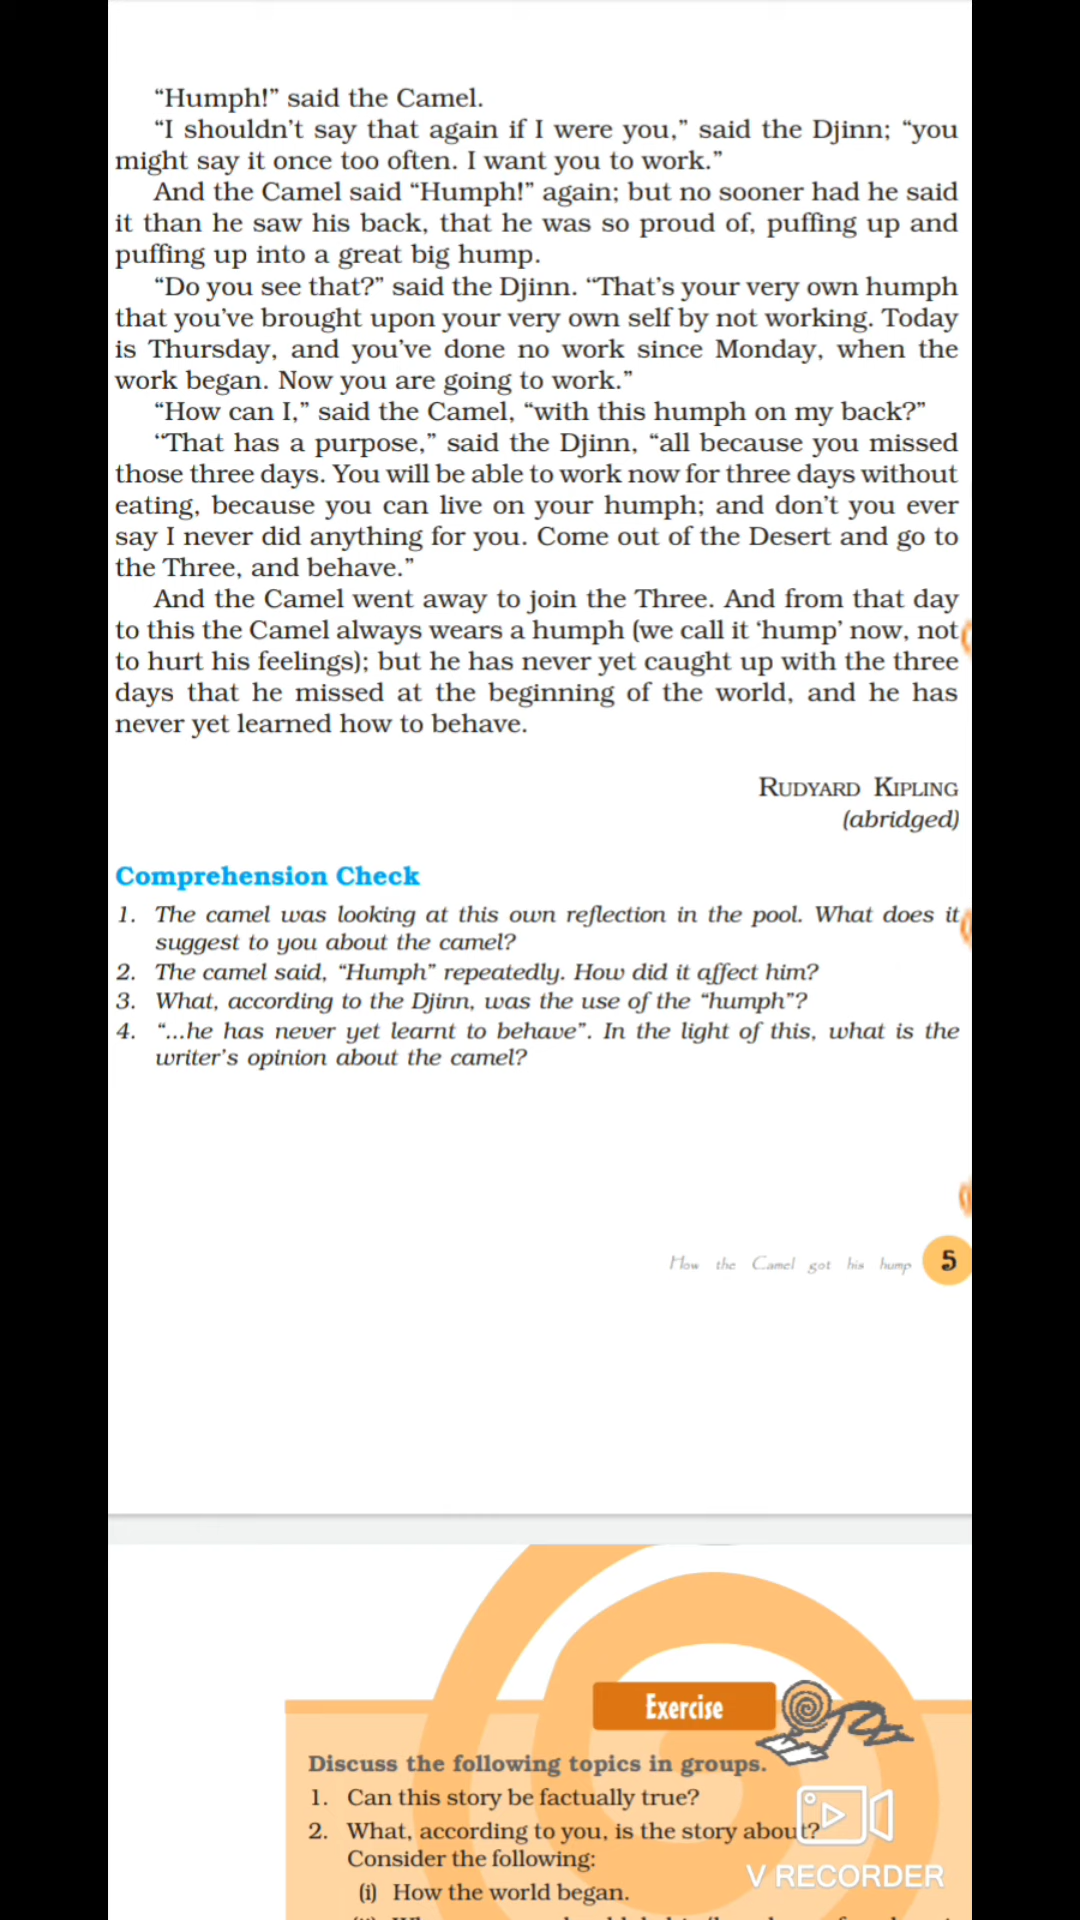 “Humph!” said the Camel.
“I shouldn’t say that again if I were you,” said the Djinn; “you
might say it once too often. I want you to work.”
And the Camel said “Humph!” again; but no sooner had he said
it than he saw his back, that he was so proud of, puffing up and
puffing up into a great big hump.
“Do you see that?” said the Djinn. “That’s your very own humph
that you’ve brought upon your very own self by not working. Today
is Thursday, and you’ve done no work since Monday, when the
work began. Now you are going to work.”
“How can I,” said the Camel, “with this humph on my back?”
“That has a purpose,” said the Djinn, “all because you missed
those three days. You will be able to work now for three days without
eating, because you can live on your humph; and don’t you ever
say I never did anything for you. Come out of the Desert and go to
the Three, and behave.”
And the Camel went away to join the Three. And from that day
to this the Camel always wears a humph (we call it ‘hump’ now, not
to hurt his feelings); but he has never yet caught up with the three
days that he missed at the beginning of the world, and he has
never yet learned how to behave.
RUDYARD KIPLING
(abridged)
Comprehension Check
1. The camel was looking at this own reflection in the pool. What does it
suggest to you about the camel?
2. The camel said, “Humph” repeatedly. How did it affect him?
3. What, according to the Djinn, was the use of the “humph”?
4. “...he has never yet learnt to behave”. In the light of this, what is the
writer’s opinion about the camel?
How the Camel got his hump 5
Exercise
Discuss the following topics in groups.
1. Can this story be factually true?
2. What, according to you, is the story about?
Consider the following:
(i) How the world began.
V RECORDER